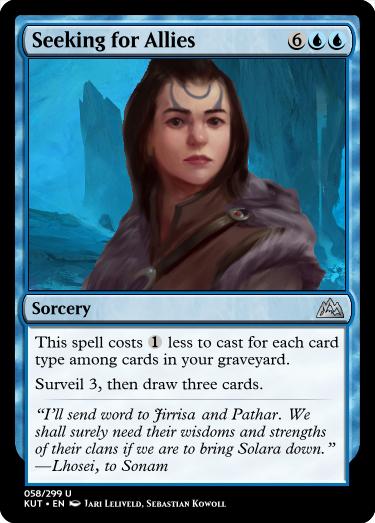 Seeking for Allies 6
Sorcery
This spell costs 1 less to cast for each card
type among cards in your graveyard.
Surveil 3, then draw three cards.
“I’ll send word to Jirrisa and Pathar. We
shall surely need their wisdoms and strengths
of their clans if we are to bring Solara down.”
—Lhosei, to Sonam
058/299 U
KUT • EN Jari Leliveld, Sebastian Kowoll